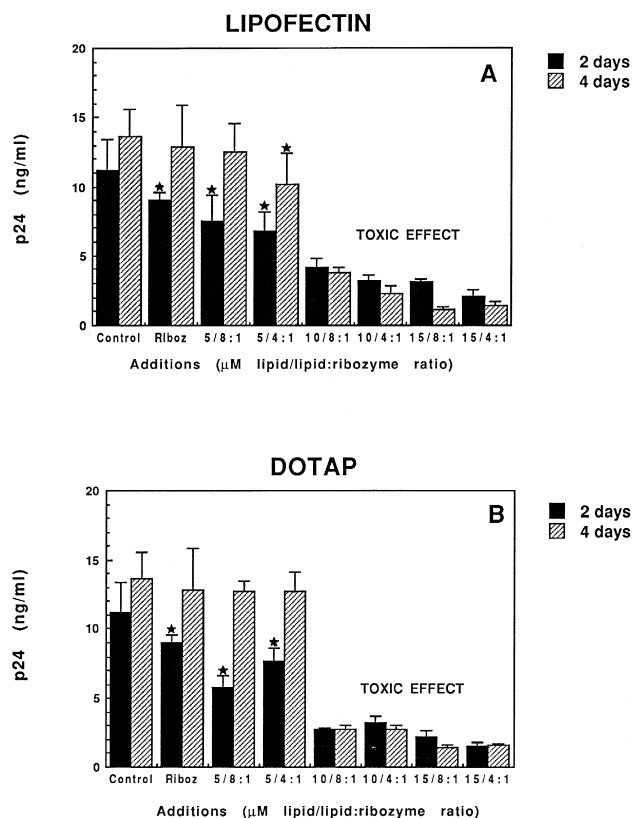 LIPOFECTIN
20
15
10
5
0
p24 (ng/ml)
A
2 days
4 days
TOXIC EFFECT
Control Riboz 5/8:1 5/4:1 10/8:1 10/4:1 15/8:1 15/4:1
Additions (μM lipid/lipid:ribozyme ratio)
DOTAP
20
15
10
5
0
p24 (ng/ml)
B
2 days
4 days
TOXIC EFFECT
Control Riboz 5/8:1 5/4:1 10/8:1 10/4:1 15/8:1 15/4:1
Additions (μM lipid/lipid:ribozyme ratio)